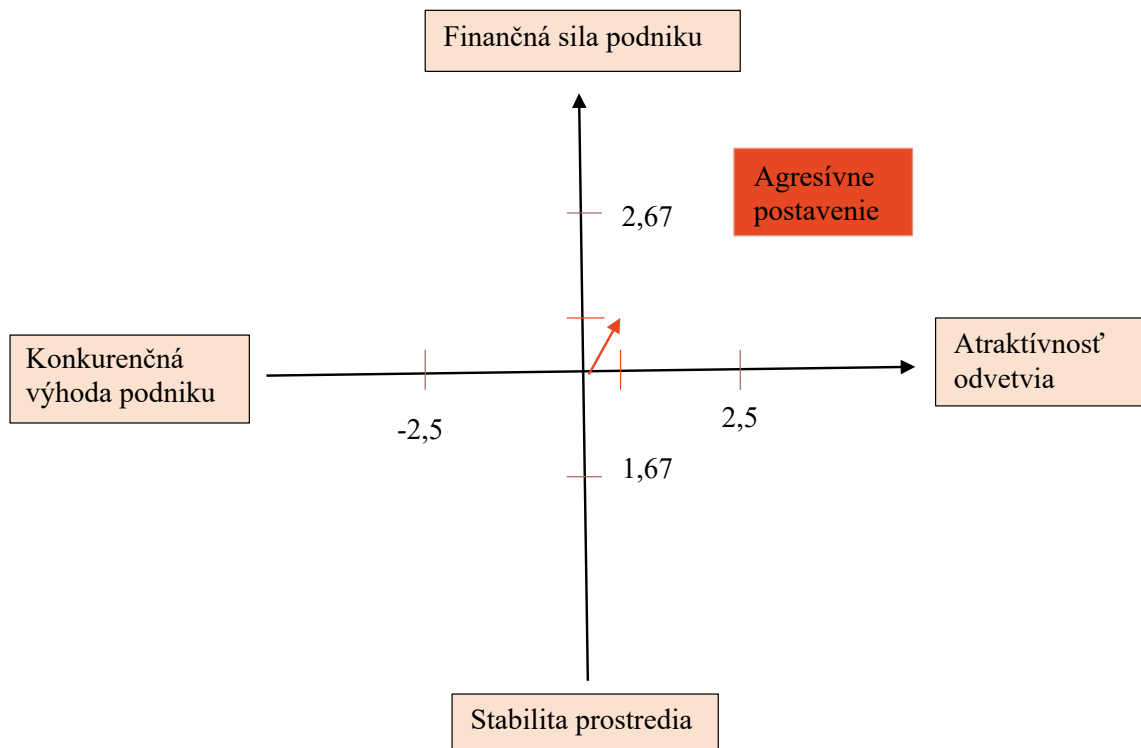 Finančná sila podniku
Agresívne
postavenie
2,67
Konkurenčná
výhoda podniku
Atraktívnosť
odvetvia
-2,5
2,5
1,67
Stabilita prostredia